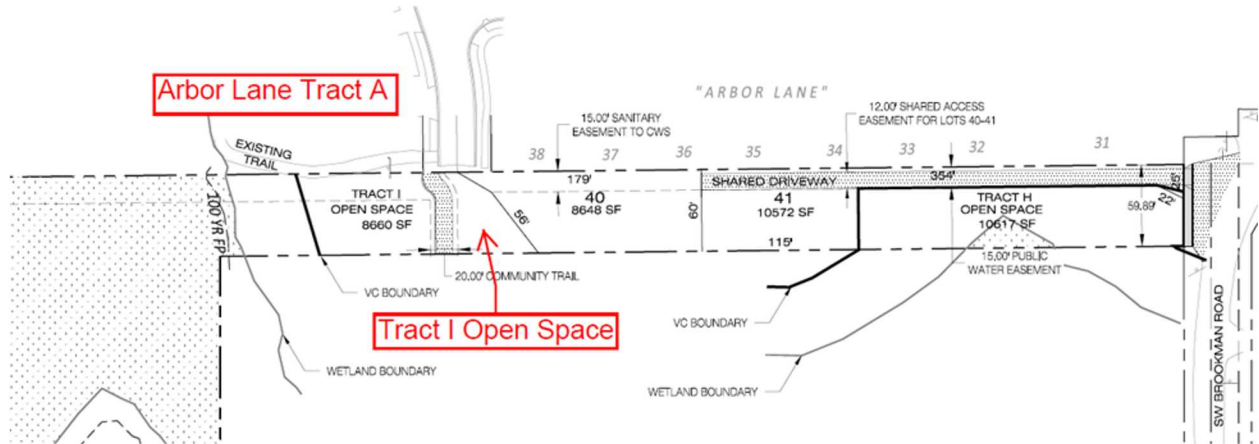 Arbor Lane Tract A
"ARBOR LANE"
15.00' SANITARY
EASEMENT TO CWS
12.00' SHARED ACCESS
EASEMENT FOR LOTS 40-41
EXISTING
TRAIL
38
37
36
35
34
33
32
31
100 YR FP
TRACT I
OPEN SPACE
8660 SF
179'
40
8648 SF
56'
60'
SHARED DRIVEWAY
41
10572 SF
115'
354'
TRACT H
OPEN SPACE
10617 SF
59.89'
26'
22'
20.00' COMMUNITY TRAIL
15.00' PUBLIC
WATER EASEMENT
VC BOUNDARY
Tract I Open Space
VC BOUNDARY
WETLAND BOUNDARY
WETLAND BOUNDARY
SW BROOKMAN ROAD